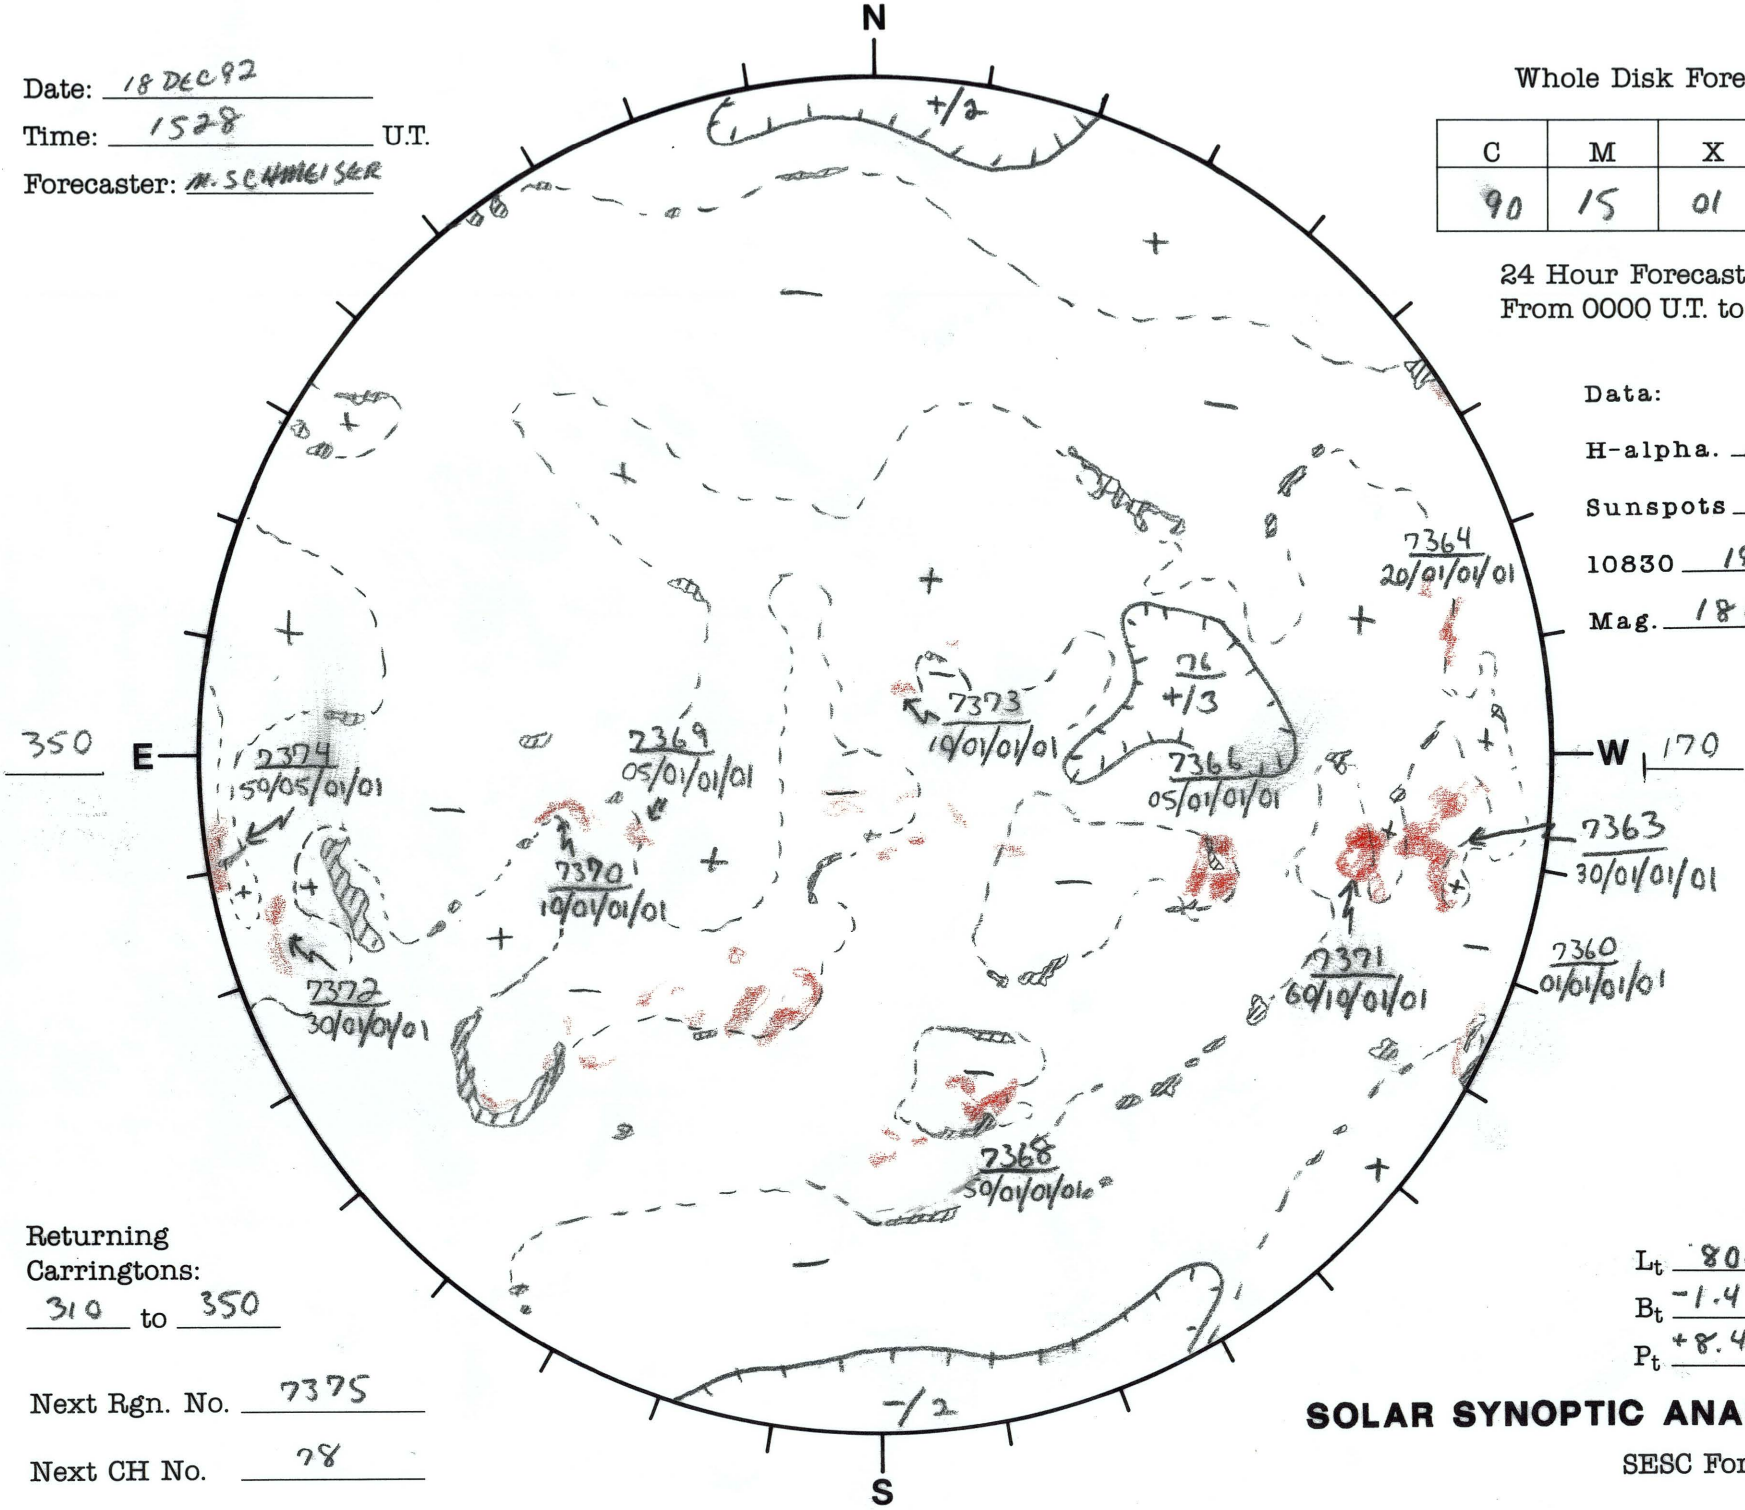 N
Date: 18 DEC 92
Time: 1528 U.T.
Forecaster: M. SCHMEISER
Whole Disk Fore
C M X
90 15 01
24 Hour Forecast
From 0000 U.T. to
Data:
H-alpha.
Sunspots
10830 19
Mag. 18
+/2
+
—
—
+
+
7364
20/01/01/01
+
+
+
76
+/3
—
7373
10/01/01/01
350
E
7374
50/05/01/01
7369
05/01/01/01
7366
05/01/01/01
+
W
170
—
—
7363
30/01/01/01
7370
10/01/01/01
+
+
+
+
+
—
+
7371
60/10/01/01
—
7360
01/01/01/01
7372
30/01/01/01
—
—
7368
50/01/01/01
+
—
-/2
Returning
Carringtons:
310 to 350
Next Rgn. No. 7375
Next CH No. 78
Lt 80
Bt -1.4
Pt +8.4
SOLAR SYNOPTIC ANA
SESC For
S